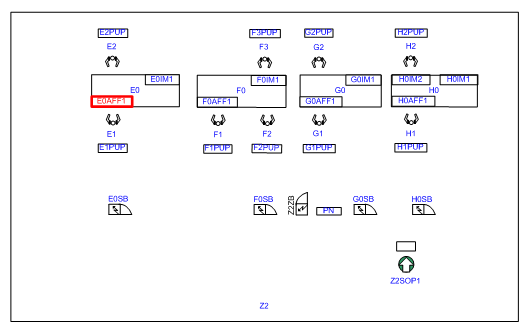 E2PUP F3PUP G2PUP H2PUP
E2 F3 G2 H2
E0IM1 F0IM1 G0IM1 H0IM2 H0IM1
E0 F0 G0 H0
E0AFF1 F0AFF1 G0AFF1 H0AFF1
E1 F1 F2 G1 H1
E1PUP F1PUP F2PUP G1PUP H1PUP
E0SB F0SB Z2ZB G0SB H0SB
PN
Z2SOP1
Z2